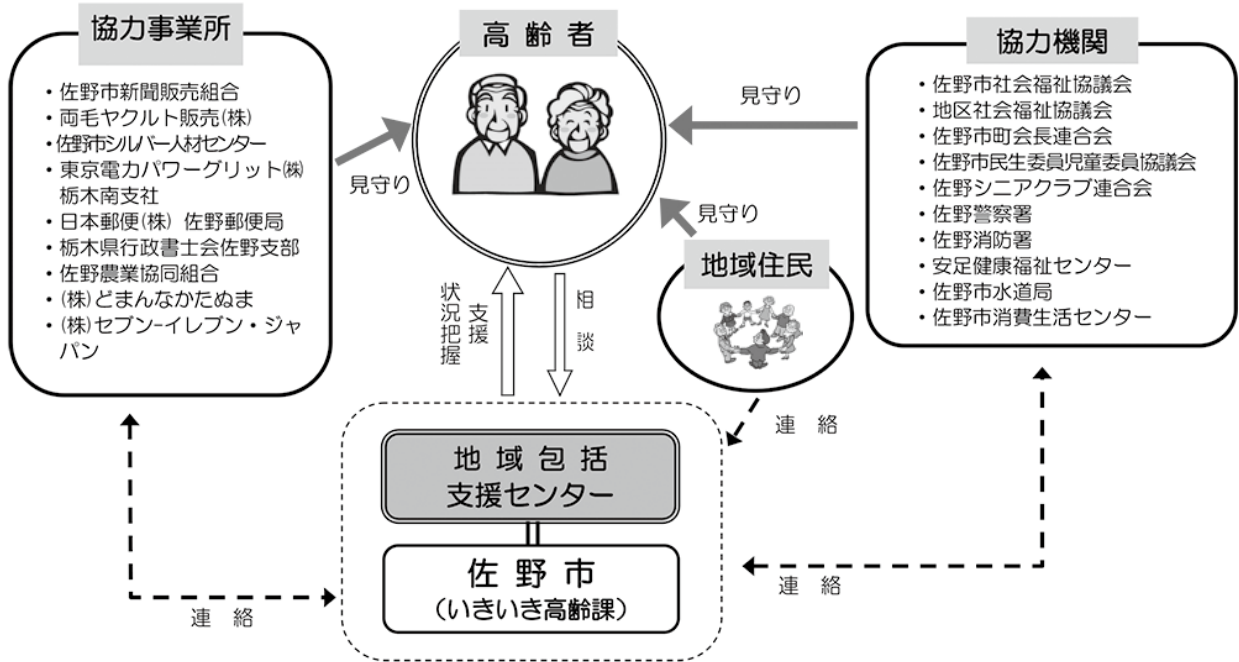 協力事業所
・佐野市新聞販売組合
・両毛ヤクルト販売(株)
・佐野市シルバー人材センター
・東京電力パワーグリット㈱
栃木南支社
・日本郵便(株) 佐野郵便局
・栃木県行政書士会佐野支部
・佐野農業協同組合
・(株)どまんなかたぬま
・(株)セブン-イレブン・ジャ
パン
高齢者
見守り
見守り
見守り
協力機関
・佐野市社会福祉協議会
・地区社会福祉協議会
・佐野市町会長連合会
・佐野市民生委員児童委員協議会
・佐野シニアクラブ連合会
・佐野警察署
・佐野消防署
・安足健康福祉センター
・佐野市水道局
・佐野市消費生活センター
地域住民
支援
状況把握
相談
連絡
地域包括
支援センター
佐野市
(いきいき高齢課)
連絡
連絡